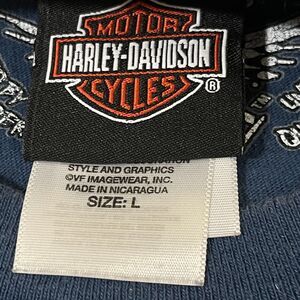 MOTOR
HARLEY-DAVIDSON
CYCLES
®
STYLE AND GRAPHICS
©VF IMAGEWEAR, INC.
MADE IN NICARAGUA
SIZE: L